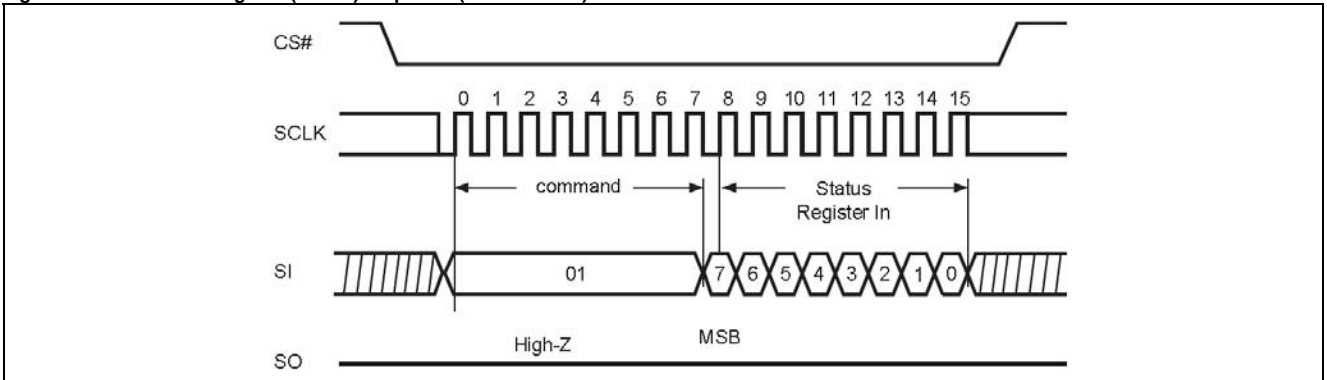 CS#
0 1 2 3 4 5 6 7 8 9 10 11 12 13 14 15
SCLK
command
Status
Register In
SI
01
7 6 5 4 3 2 1 0
High-Z
MSB
SO